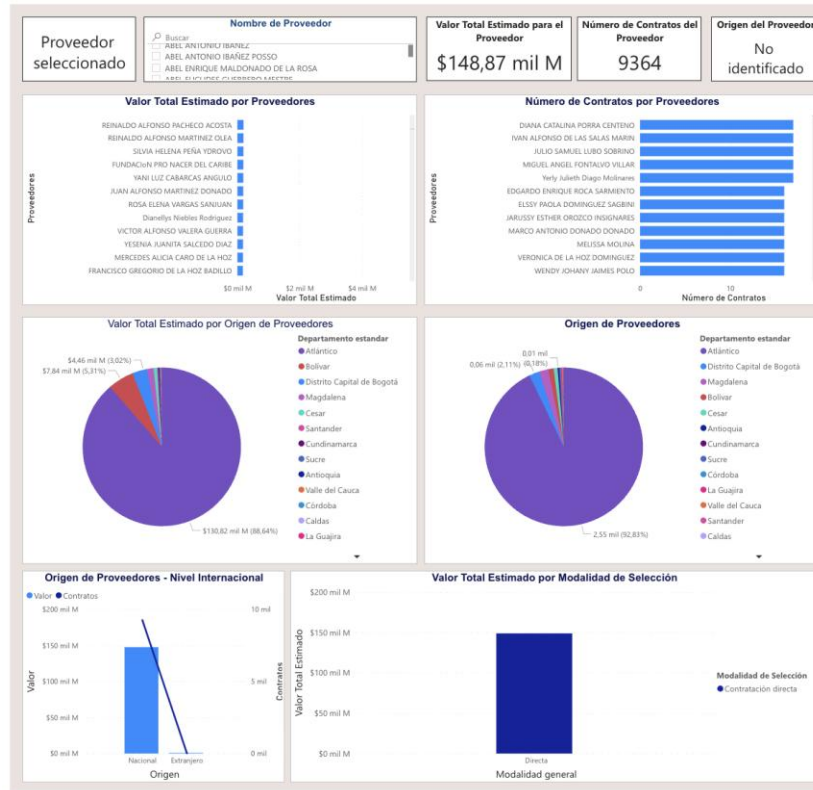 Proveedor
seleccionado
Nombre de Proveedor
Buscar
ABEL ANTONIO IBAÑEZ
ABEL ANTONIO IBAÑEZ POSSO
ABEL ENRIQUE MALDONADO DE LA ROSA
ABEL EUCLIDES GUERRERO MESTRE
Valor Total Estimado para el
Proveedor
$148,87 mil M
Número de Contratos del
Proveedor
9364
Origen del Proveedor
No
identificado
Valor Total Estimado por Proveedores
Proveedores
REINALDO ALFONSO PACHECO ACOSTA
REINALDO ALFONSO MARTINEZ OLEA
SILVIA HELENA PEÑA YDROVO
FUNDACIoN PRO NACER DEL CARIBE
YANI LUZ CABARCAS ANGULO
JUAN ALFONSO MARTINEZ DONADO
ROSA ELENA VARGAS SANJUAN
Dianellys Niebles Rodriguez
VICTOR ALFONSO VALERA GUERRA
YESENIA JUANITA SALCEDO DIAZ
MERCEDES ALICIA CARO DE LA HOZ
FRANCISCO GREGORIO DE LA HOZ BADILLO
$0 mil M $2 mil M $4 mil M
Valor Total Estimado
Número de Contratos por Proveedores
Proveedores
DIANA CATALINA PORRA CENTENO
IVAN ALFONSO DE LAS SALAS MARIN
JULIO SAMUEL LUBO SOBRINO
MIGUEL ANGEL FONTALVO VILLAR
Yerly Julieth Diago Molinares
EDGARDO ENRIQUE ROCA SARMIENTO
ELSSY PAOLA DOMINGUEZ SAGBINI
JARUSSY ESTHER OROZCO INSIGNARES
MARCO ANTONIO DONADO DONADO
MELISSA MOLINA
VERONICA DE LA HOZ DOMINGUEZ
WENDY JOHANY JAIMES POLO
0 10
Número de Contratos
Valor Total Estimado por Origen de Proveedores
$4,46 mil M (3,02%)
$7,84 mil M (5,31%)
$130,82 mil M (88,64%)
Departamento estandar
Atlántico
Bolívar
Distrito Capital de Bogotá
Magdalena
Cesar
Santander
Cundinamarca
Sucre
Antioquia
Valle del Cauca
Córdoba
Caldas
La Guajira
Origen de Proveedores
0,01 mil
(0,18%)
0,06 mil (2,11%)
2,55 mil (92,83%)
Departamento estandar
Atlántico
Distrito Capital de Bogotá
Magdalena
Bolívar
Cesar
Antioquia
Cundinamarca
Sucre
Córdoba
La Guajira
Valle del Cauca
Santander
Caldas
Origen de Proveedores - Nivel Internacional
Valor Contratos
Valor
$200 mil M
$150 mil M
$100 mil M
$50 mil M
$0 mil M
10 mil
5 mil
0 mil
Contratos
Nacional Extranjero
Origen
Valor Total Estimado por Modalidad de Selección
Valor Total Estimado
$200 mil M
$150 mil M
$100 mil M
$50 mil M
$0 mil M
Directa
Modalidad general
Modalidad de Selección
Contratación directa